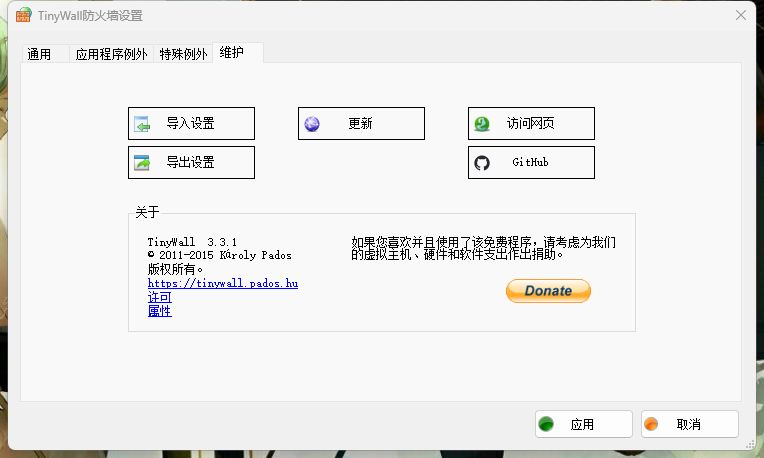 TinyWall防火墙设置
通用
应用程序例外
特殊例外
维护
导入设置
更新
访问网页
导出设置
GitHub
关于
TinyWall 3.3.1
© 2011-2015 Károly Pados
版权所有。
https://tinywall.pados.hu
许可
属性
如果您喜欢并且使用了该免费程序，请考虑为我们
的虚拟主机、硬件和软件支出作出捐助。
Donate
应用
取消